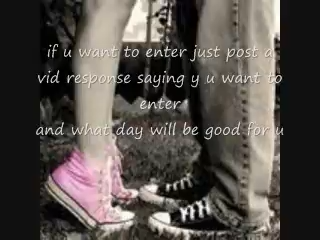 if u want to enter just post a
vid response saying y u want to
enter
and what day will be good for u